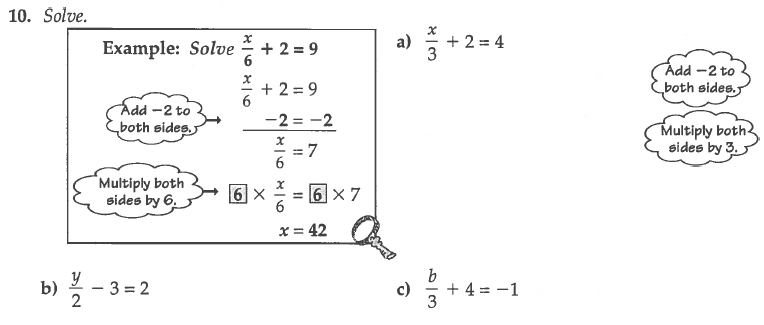 10. Solve.
Example: Solve x/6 + 2 = 9
x/6 + 2 = 9
Add −2 to both sides.
−2 = −2
x/6 = 7
Multiply both sides by 6.
6 × x/6 = 6 × 7
x = 42
a) x/3 + 2 = 4
Add −2 to both sides.
Multiply both sides by 3.
b) y/2 − 3 = 2
c) b/3 + 4 = −1